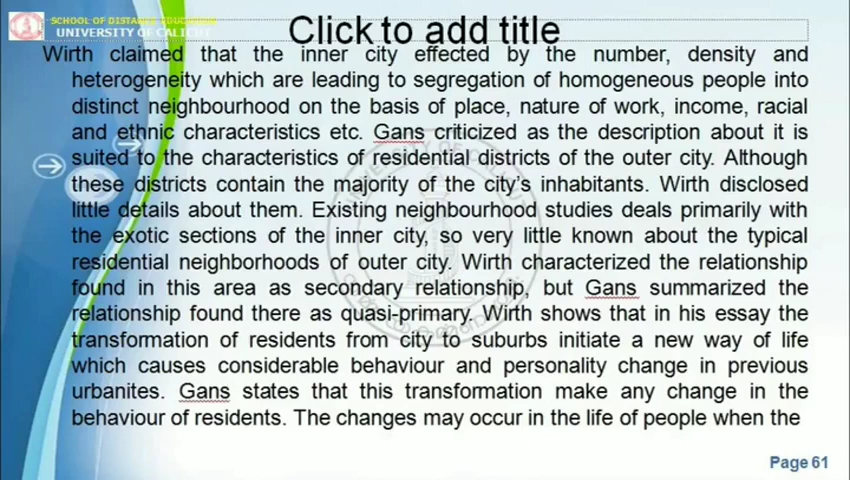 SCHOOL OF DISTANCE EDUCATION
UNIVERSITY OF CALICUT
Click to add title
Wirth claimed that the inner city effected by the number, density and
heterogeneity which are leading to segregation of homogeneous people into
distinct neighbourhood on the basis of place, nature of work, income, racial
and ethnic characteristics etc. Gans criticized as the description about it is
suited to the characteristics of residential districts of the outer city. Although
these districts contain the majority of the city's inhabitants. Wirth disclosed
little details about them. Existing neighbourhood studies deals primarily with
the exotic sections of the inner city, so very little known about the typical
residential neighborhoods of outer city. Wirth characterized the relationship
found in this area as secondary relationship, but Gans summarized the
relationship found there as quasi-primary. Wirth shows that in his essay the
transformation of residents from city to suburbs initiate a new way of life
which causes considerable behaviour and personality change in previous
urbanites. Gans states that this transformation make any change in the
behaviour of residents. The changes may occur in the life of people when the
Page 61